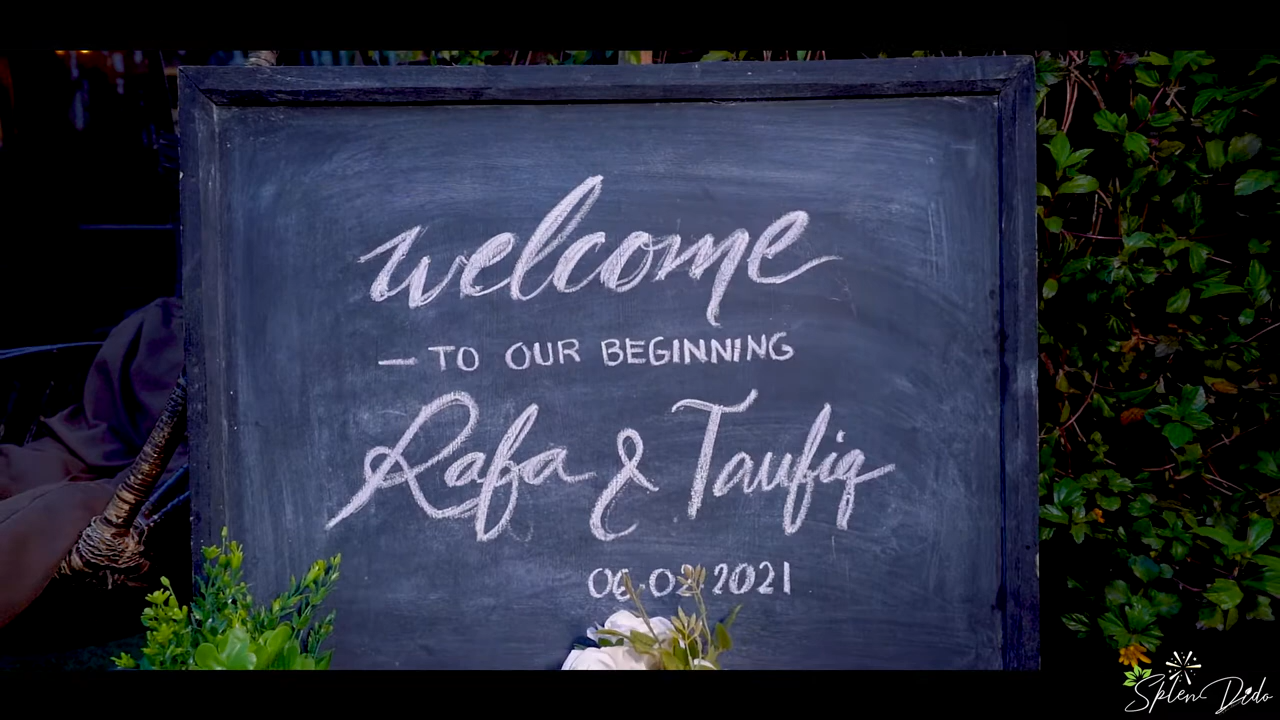 welcome
— TO OUR BEGINNING
Rafa & Taufiq
06.02.2021
Splen Dido